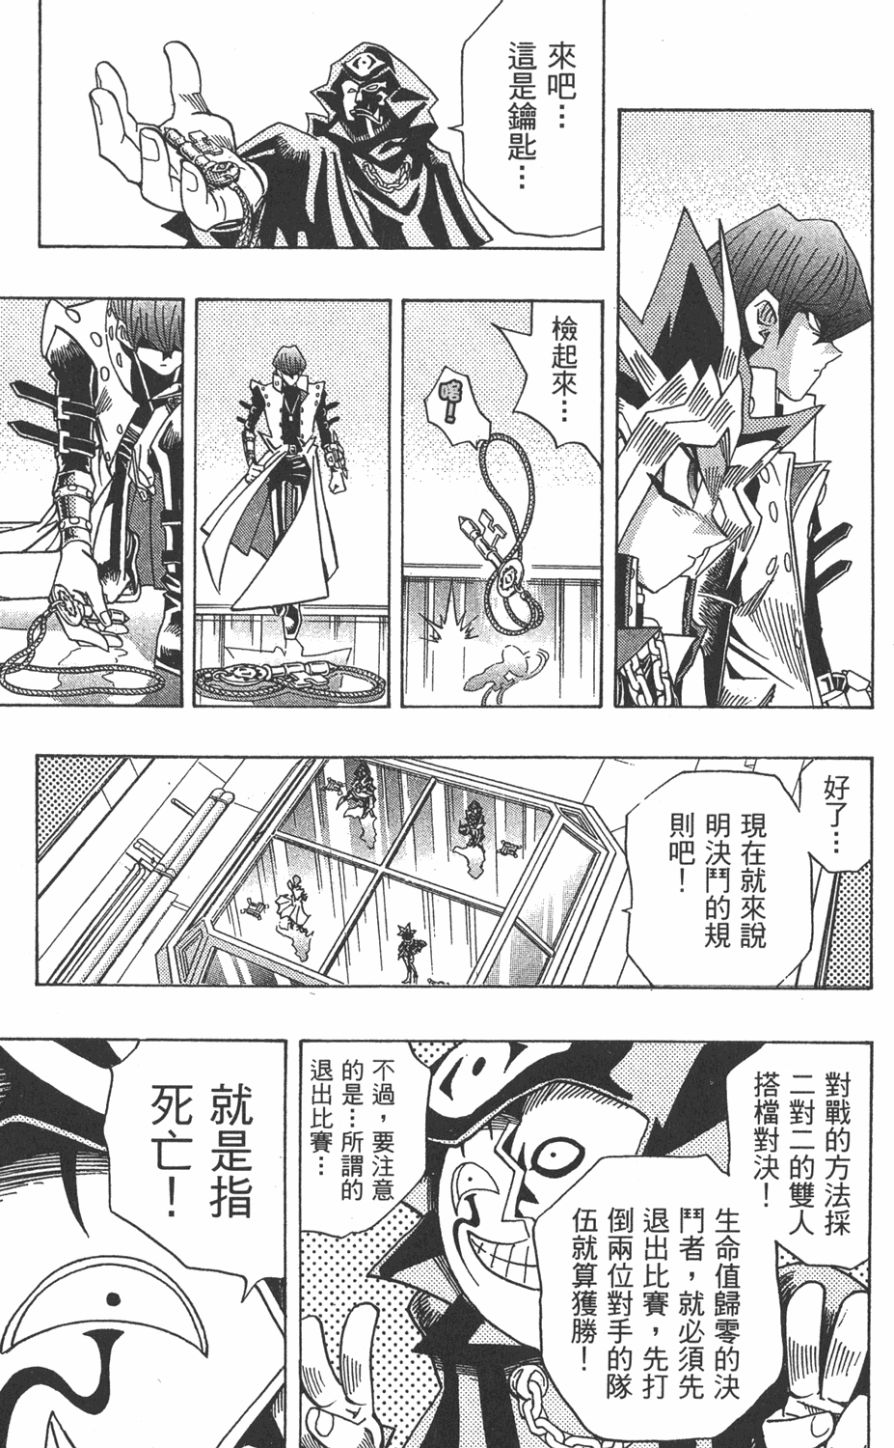 來吧…
這是鑰匙…
檢起來…
喀！
好了…
現在就來說
明決鬥的規
則吧！
對戰的方法採
二對二的雙人
搭檔對決！
生命值歸零的決
鬥者，就必須先
退出比賽，先打
倒兩位對手的隊
伍就算獲勝！
不過，要注意
的是…所謂的
退出比賽…
就是指
死亡！